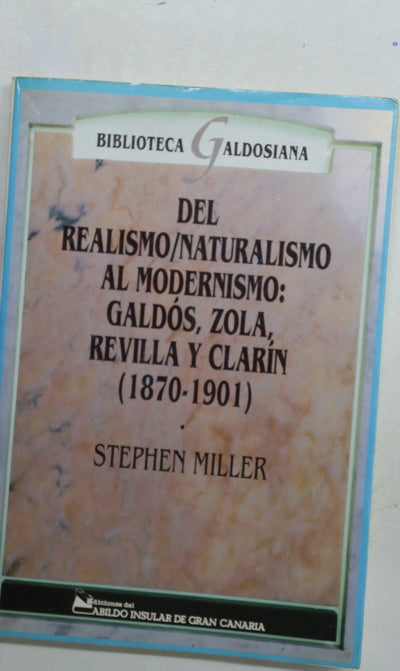 BIBLIOTECA GALDOSIANA
DEL
REALISMO/NATURALISMO
AL MODERNISMO:
GALDÓS, ZOLA,
REVILLA Y CLARÍN
(1870-1901)
STEPHEN MILLER
Ediciones del
CABILDO INSULAR DE GRAN CANARIA